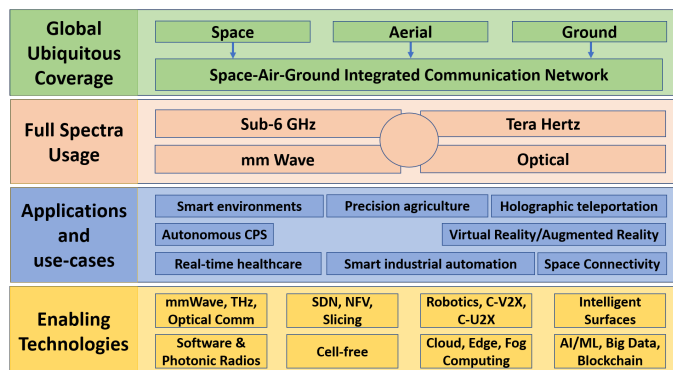 Global
Ubiquitous
Coverage
Space
Aerial
Ground
Space-Air-Ground Integrated Communication Network
Full Spectra
Usage
Sub-6 GHz
Tera Hertz
mm Wave
Optical
Applications
and
use-cases
Smart environments
Precision agriculture
Holographic teleportation
Autonomous CPS
Virtual Reality/Augmented Reality
Real-time healthcare
Smart industrial automation
Space Connectivity
Enabling
Technologies
mmWave, THz,
Optical Comm
SDN, NFV,
Slicing
Robotics, C-V2X,
C-U2X
Intelligent
Surfaces
Software &
Photonic Radios
Cell-free
Cloud, Edge, Fog
Computing
AI/ML, Big Data,
Blockchain